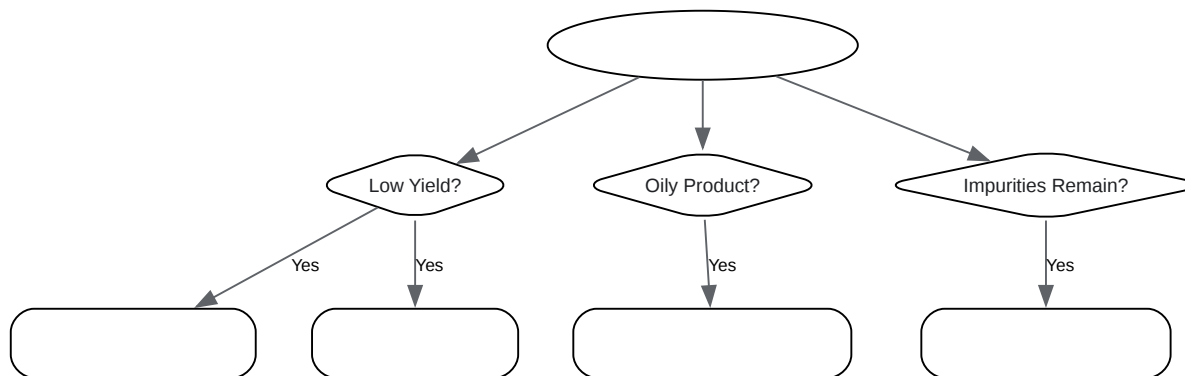 Low Yield?
Oily Product?
Impurities Remain?
Yes
Yes
Yes
Yes